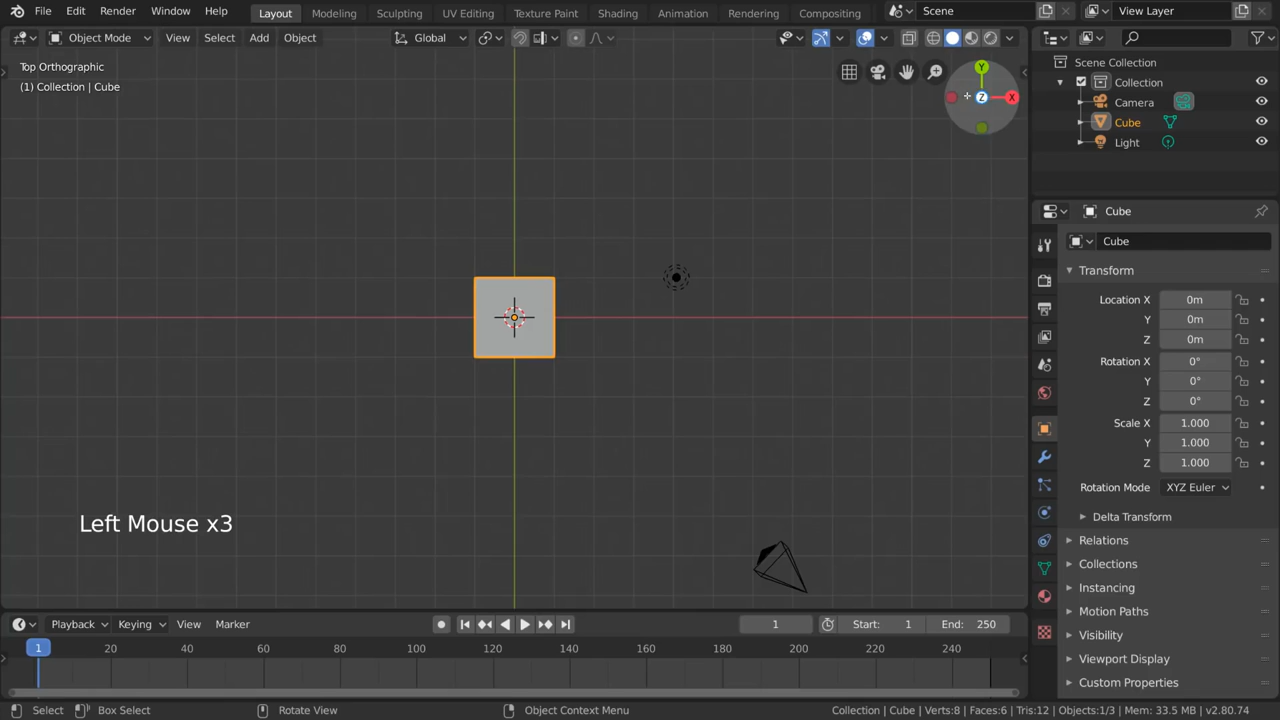 File Edit Render Window Help Layout Modeling Sculpting UV Editing Texture Paint Shading Animation Rendering Compositing Scene View Layer
Object Mode View Select Add Object Global
Top Orthographic
(1) Collection | Cube
Y
Z
X
Left Mouse x3
Scene Collection
Collection
Camera
Cube
Light
Cube
Cube
Transform
Location X 0m
Y 0m
Z 0m
Rotation X 0°
Y 0°
Z 0°
Scale X 1.000
Y 1.000
Z 1.000
Rotation Mode XYZ Euler
Delta Transform
Relations
Collections
Instancing
Motion Paths
Visibility
Viewport Display
Custom Properties
Playback Keying View Marker 1 Start: 1 End: 250
1 20 40 60 80 100 120 140 160 180 200 220 240
Select Box Select Rotate View Object Context Menu Collection | Cube | Verts:8 | Faces:6 | Tris:12 | Objects:1/3 | Mem: 33.5 MB | v2.80.74